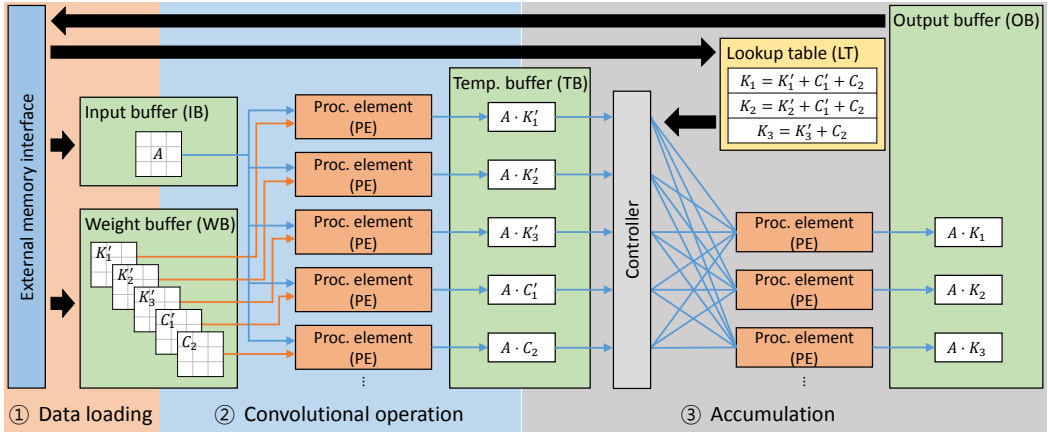 External memory interface
Output buffer (OB)
Lookup table (LT)
K₁ = K₁′ + C₁′ + C₂
K₂ = K₂′ + C₁′ + C₂
K₃ = K₃′ + C₂
Input buffer (IB)
A
Weight buffer (WB)
K₁′
K₂′
K₃′
C₁′
C₂
Proc. element
(PE)
Proc. element
(PE)
Proc. element
(PE)
Proc. element
(PE)
Proc. element
(PE)
...
Temp. buffer (TB)
A · K₁′
A · K₂′
A · K₃′
A · C₁′
A · C₂
Controller
Proc. element
(PE)
Proc. element
(PE)
Proc. element
(PE)
...
A · K₁
A · K₂
A · K₃
① Data loading
② Convolutional operation
③ Accumulation